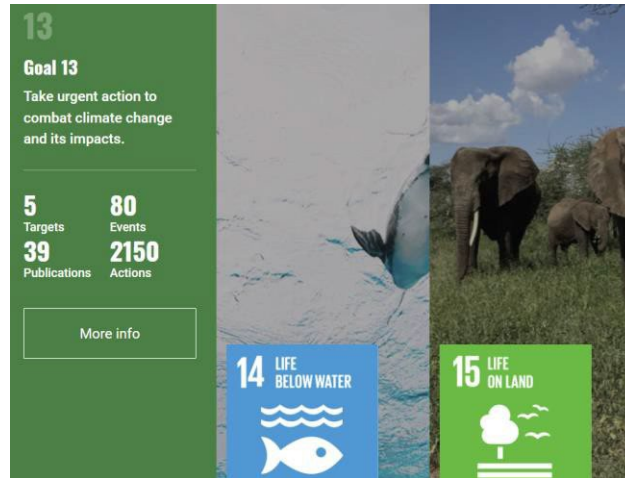 13
Goal 13
Take urgent action to
combat climate change
and its impacts.
5 80
Targets Events
39 2150
Publications Actions
More info
14 LIFE
BELOW WATER
15 LIFE
ON LAND